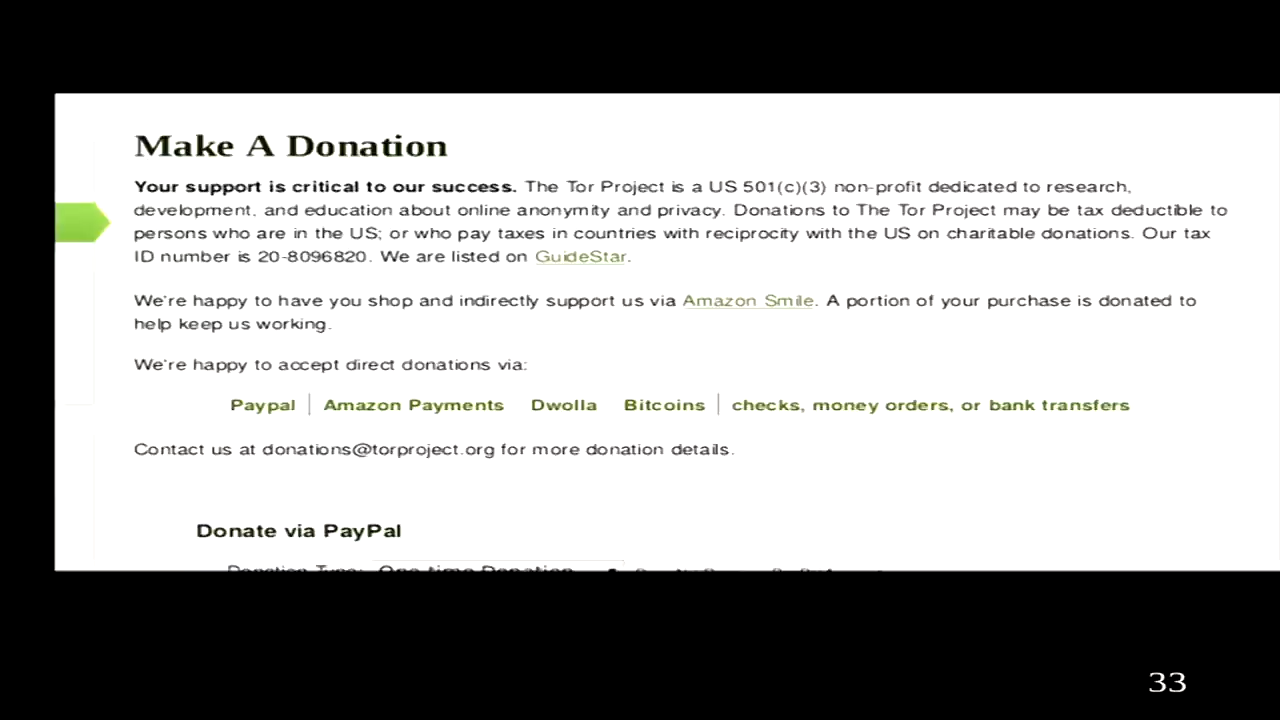 Make A Donation
Your support is critical to our success. The Tor Project is a US 501(c)(3) non-profit dedicated to research,
development, and education about online anonymity and privacy. Donations to The Tor Project may be tax deductible to
persons who are in the US; or who pay taxes in countries with reciprocity with the US on charitable donations. Our tax
ID number is 20-8096820. We are listed on GuideStar.
We're happy to have you shop and indirectly support us via Amazon Smile. A portion of your purchase is donated to
help keep us working.
We're happy to accept direct donations via:
Paypal | Amazon Payments Dwolla Bitcoins | checks, money orders, or bank transfers
Contact us at donations@torproject.org for more donation details.
Donate via PayPal
Donation Type: One-time Donation
33